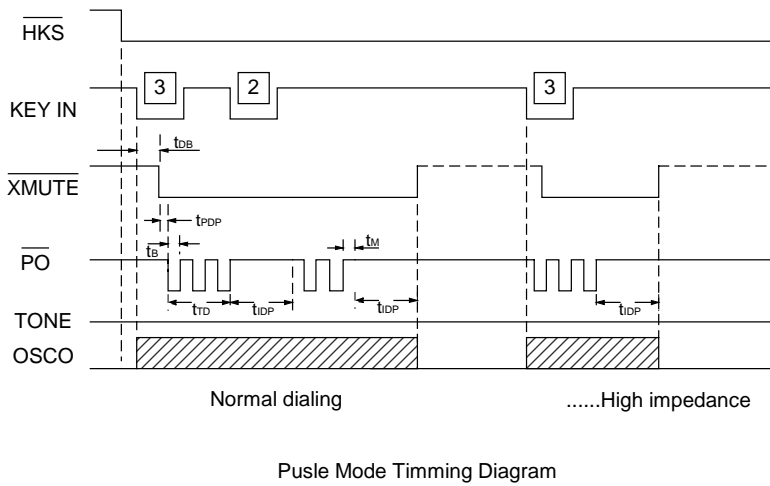 HKS
3 2 3
KEY IN
tDB
XMUTE
tPDP
tB tM
PO
tTD tIDP tIDP tIDP
TONE
OSCO
Normal dialing ......High impedance
Pusle Mode Timming Diagram